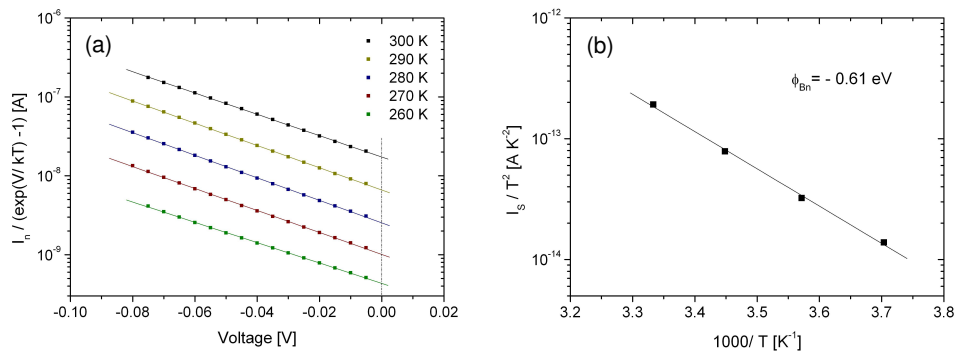 (a)
300 K
290 K
280 K
270 K
260 K
10⁻⁶
10⁻⁷
10⁻⁸
10⁻⁹
I_n / (exp(V/ kT) -1) [A]
-0.10 -0.08 -0.06 -0.04 -0.02 0.00 0.02
Voltage [V]
(b)
ϕ_Bn = - 0.61 eV
10⁻¹²
10⁻¹³
10⁻¹⁴
I_S / T² [A K⁻²]
3.2 3.3 3.4 3.5 3.6 3.7 3.8
1000/ T [K⁻¹]